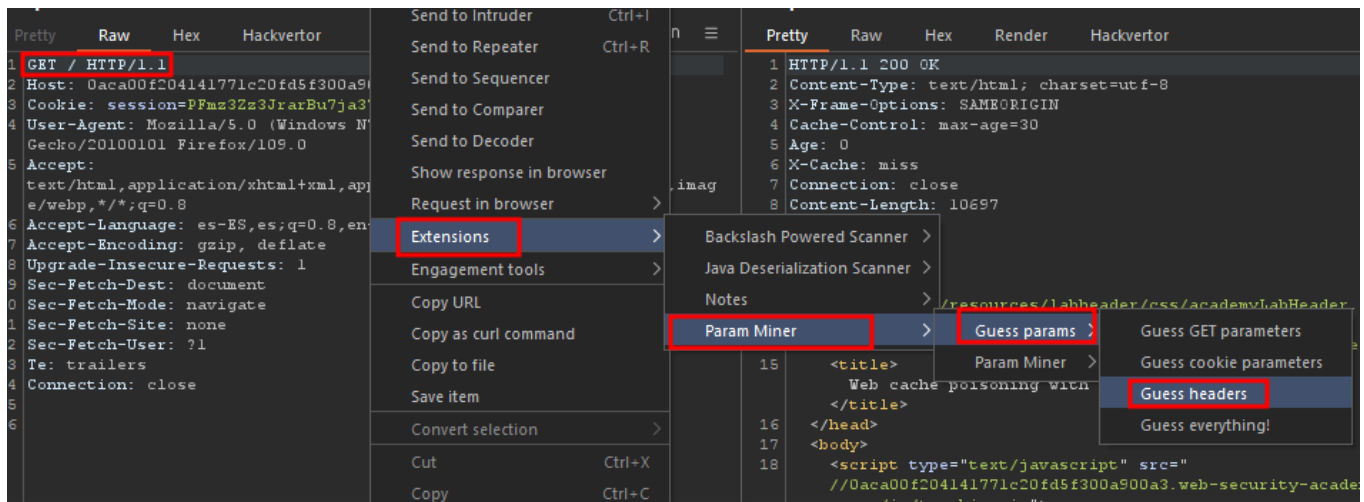 Pretty Raw Hex Hackvertor
1 GET / HTTP/1.1
2 Host: 0aca00f204141771c20fd5f300a90
3 Cookie: session=PFmz3Zz3JrarBu7ja37
4 User-Agent: Mozilla/5.0 (Windows N
Gecko/20100101 Firefox/109.0
5 Accept:
text/html,application/xhtml+xml,app ,imag
e/webp,*/*;q=0.8
6 Accept-Language: es-ES,es;q=0.8,en-
7 Accept-Encoding: gzip, deflate
8 Upgrade-Insecure-Requests: 1
9 Sec-Fetch-Dest: document
0 Sec-Fetch-Mode: navigate
1 Sec-Fetch-Site: none
2 Sec-Fetch-User: ?1
3 Te: trailers
4 Connection: close
5
6
Send to Intruder Ctrl+I
Send to Repeater Ctrl+R
Send to Sequencer
Send to Comparer
Send to Decoder
Show response in browser
Request in browser >
Extensions >
Engagement tools >
Copy URL
Copy as curl command
Copy to file
Save item
Convert selection >
Cut Ctrl+X
Copy Ctrl+C
Backslash Powered Scanner >
Java Deserialization Scanner >
Notes >
Param Miner >
Guess params >
Param Miner >
Guess GET parameters
Guess cookie parameters
Guess headers
Guess everything!
n
Pretty Raw Hex Render Hackvertor
1 HTTP/1.1 200 OK
2 Content-Type: text/html; charset=utf-8
3 X-Frame-Options: SAMEORIGIN
4 Cache-Control: max-age=30
5 Age: 0
6 X-Cache: miss
7 Connection: close
8 Content-Length: 10697
/resources/labheader/css/academyLabHeader.
15 <title>
Web cache poisoning with
</title>
16 </head>
17 <body>
18 <script type="text/javascript" src="
//0aca00f204141771c20fd5f300a900a3.web-security-acade